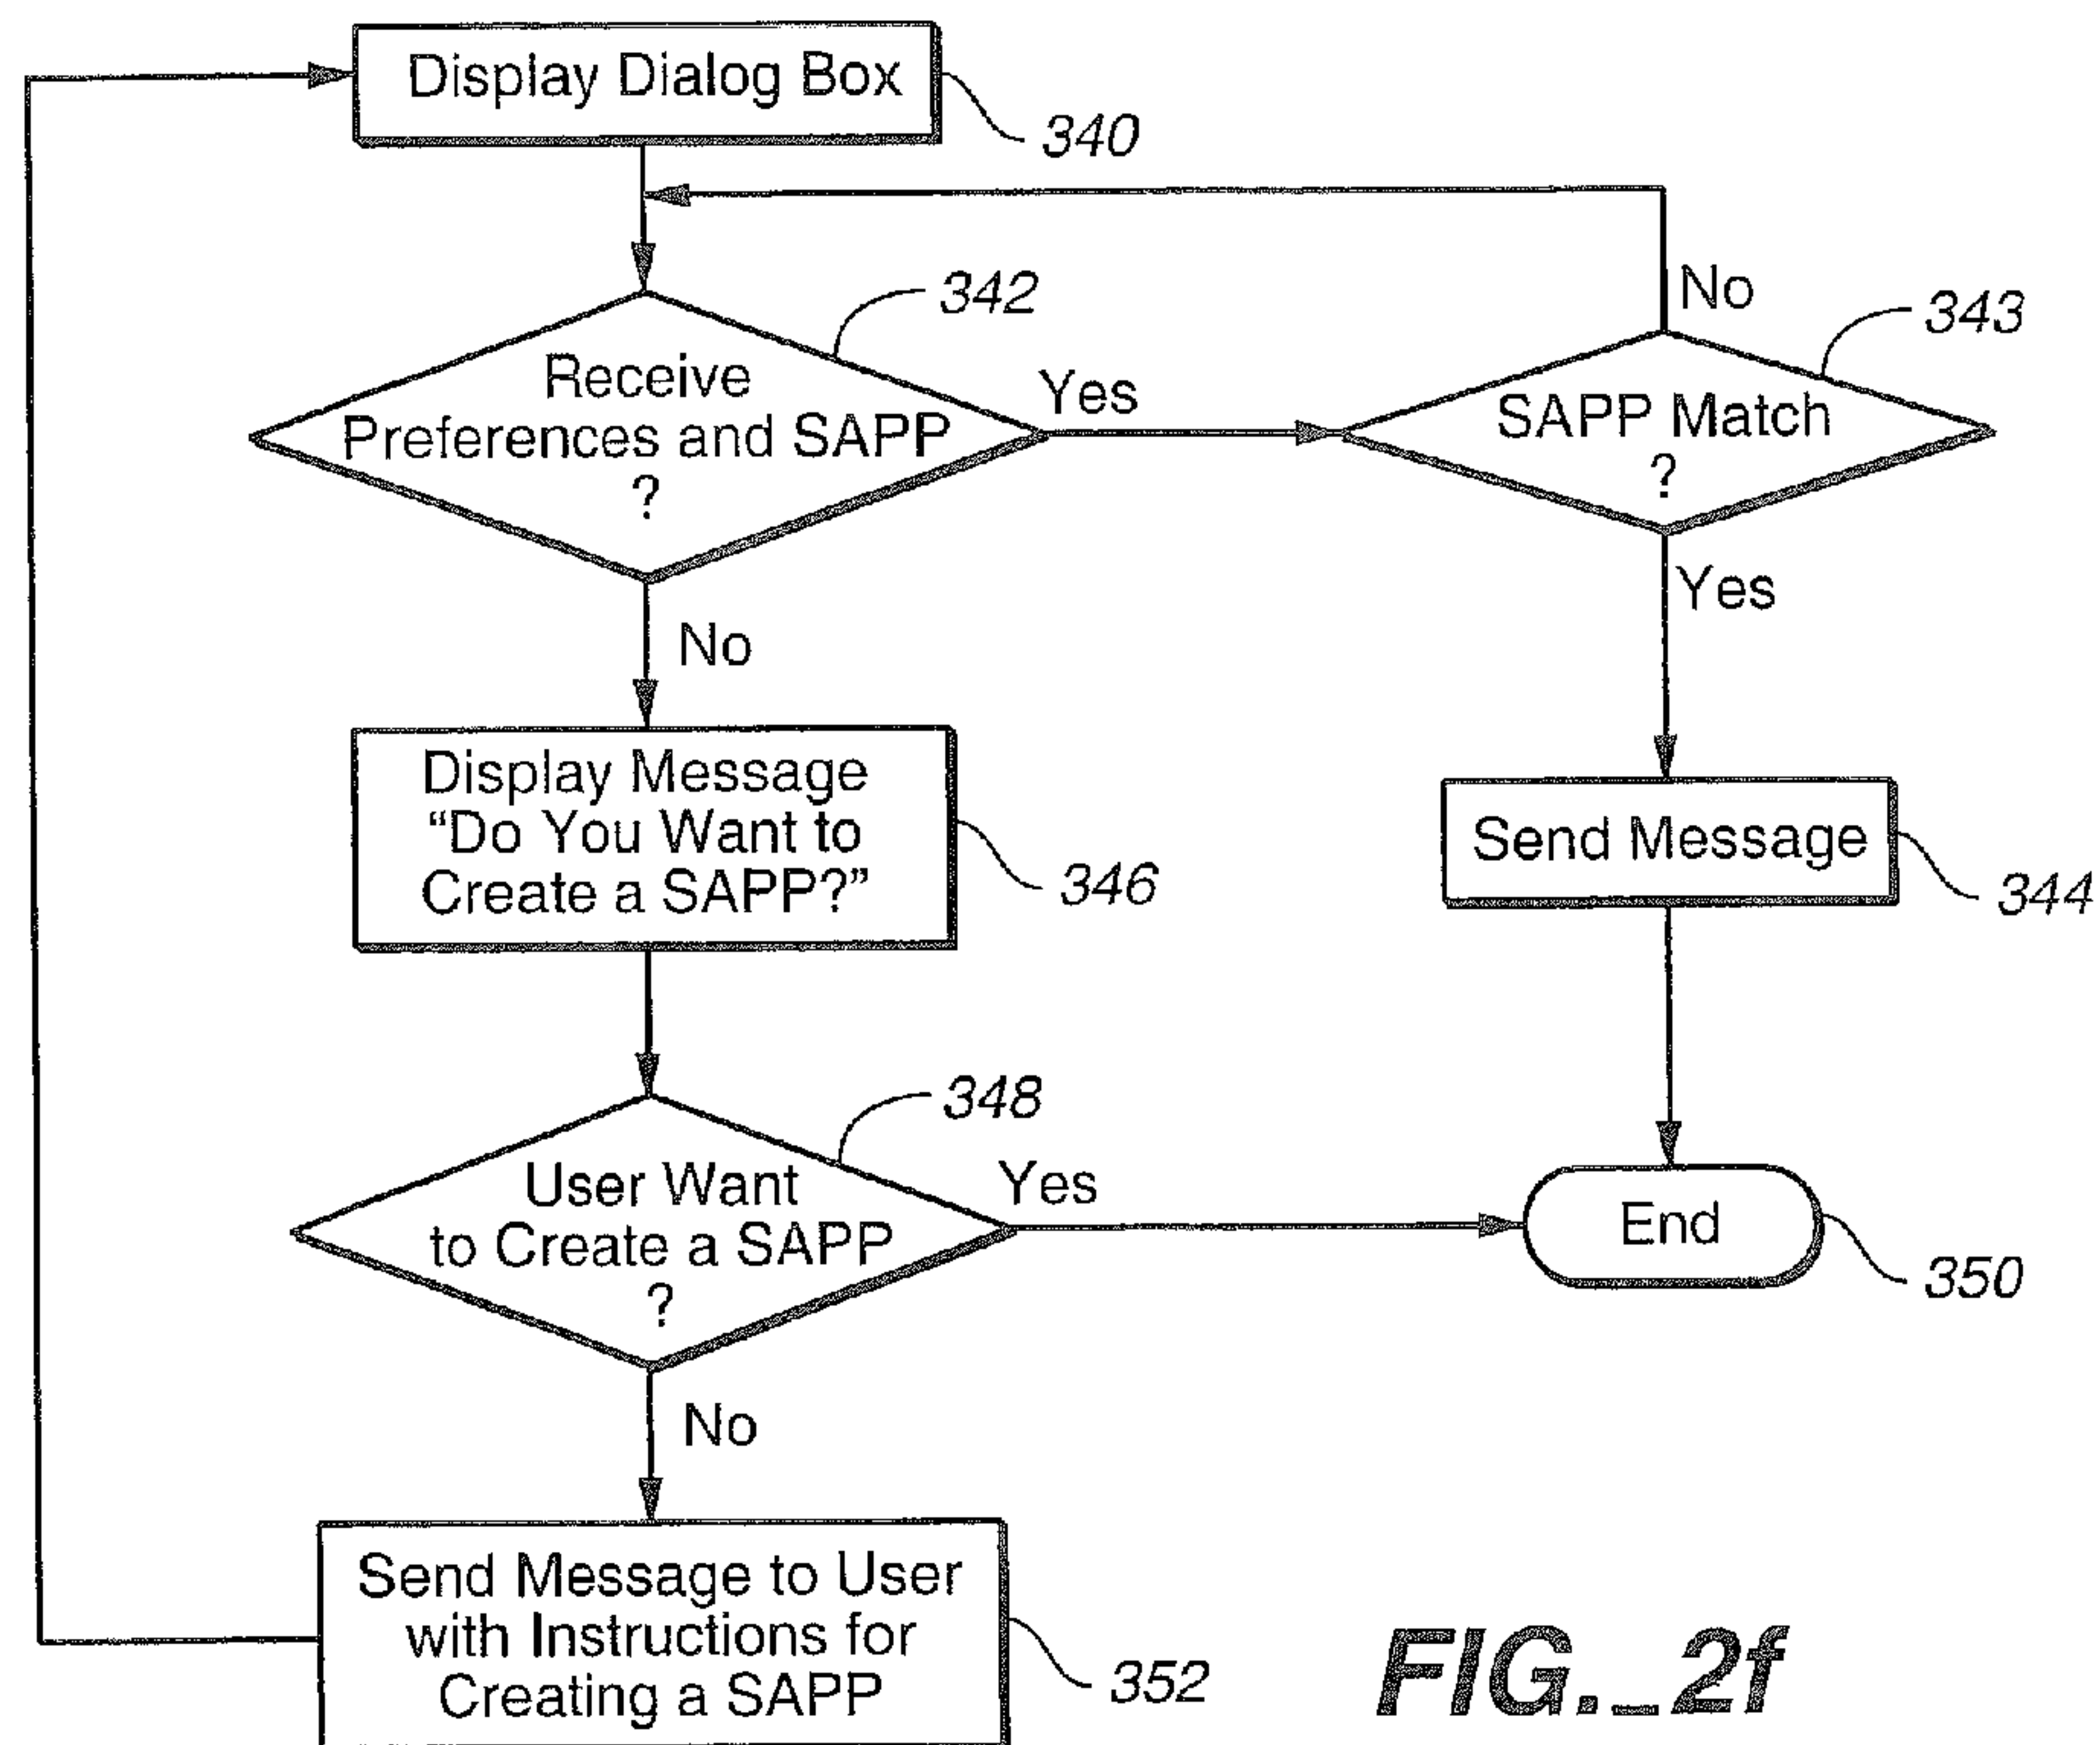 Display Dialog Box
340
342
Receive
Preferences and SAPP
?
Yes
No
343
SAPP Match
?
No
Yes
Display Message
“Do You Want to
Create a SAPP?”
346
Send Message
344
348
User Want
to Create a SAPP
?
Yes
End
350
No
Send Message to User
with Instructions for
Creating a SAPP
352
FIG._2f